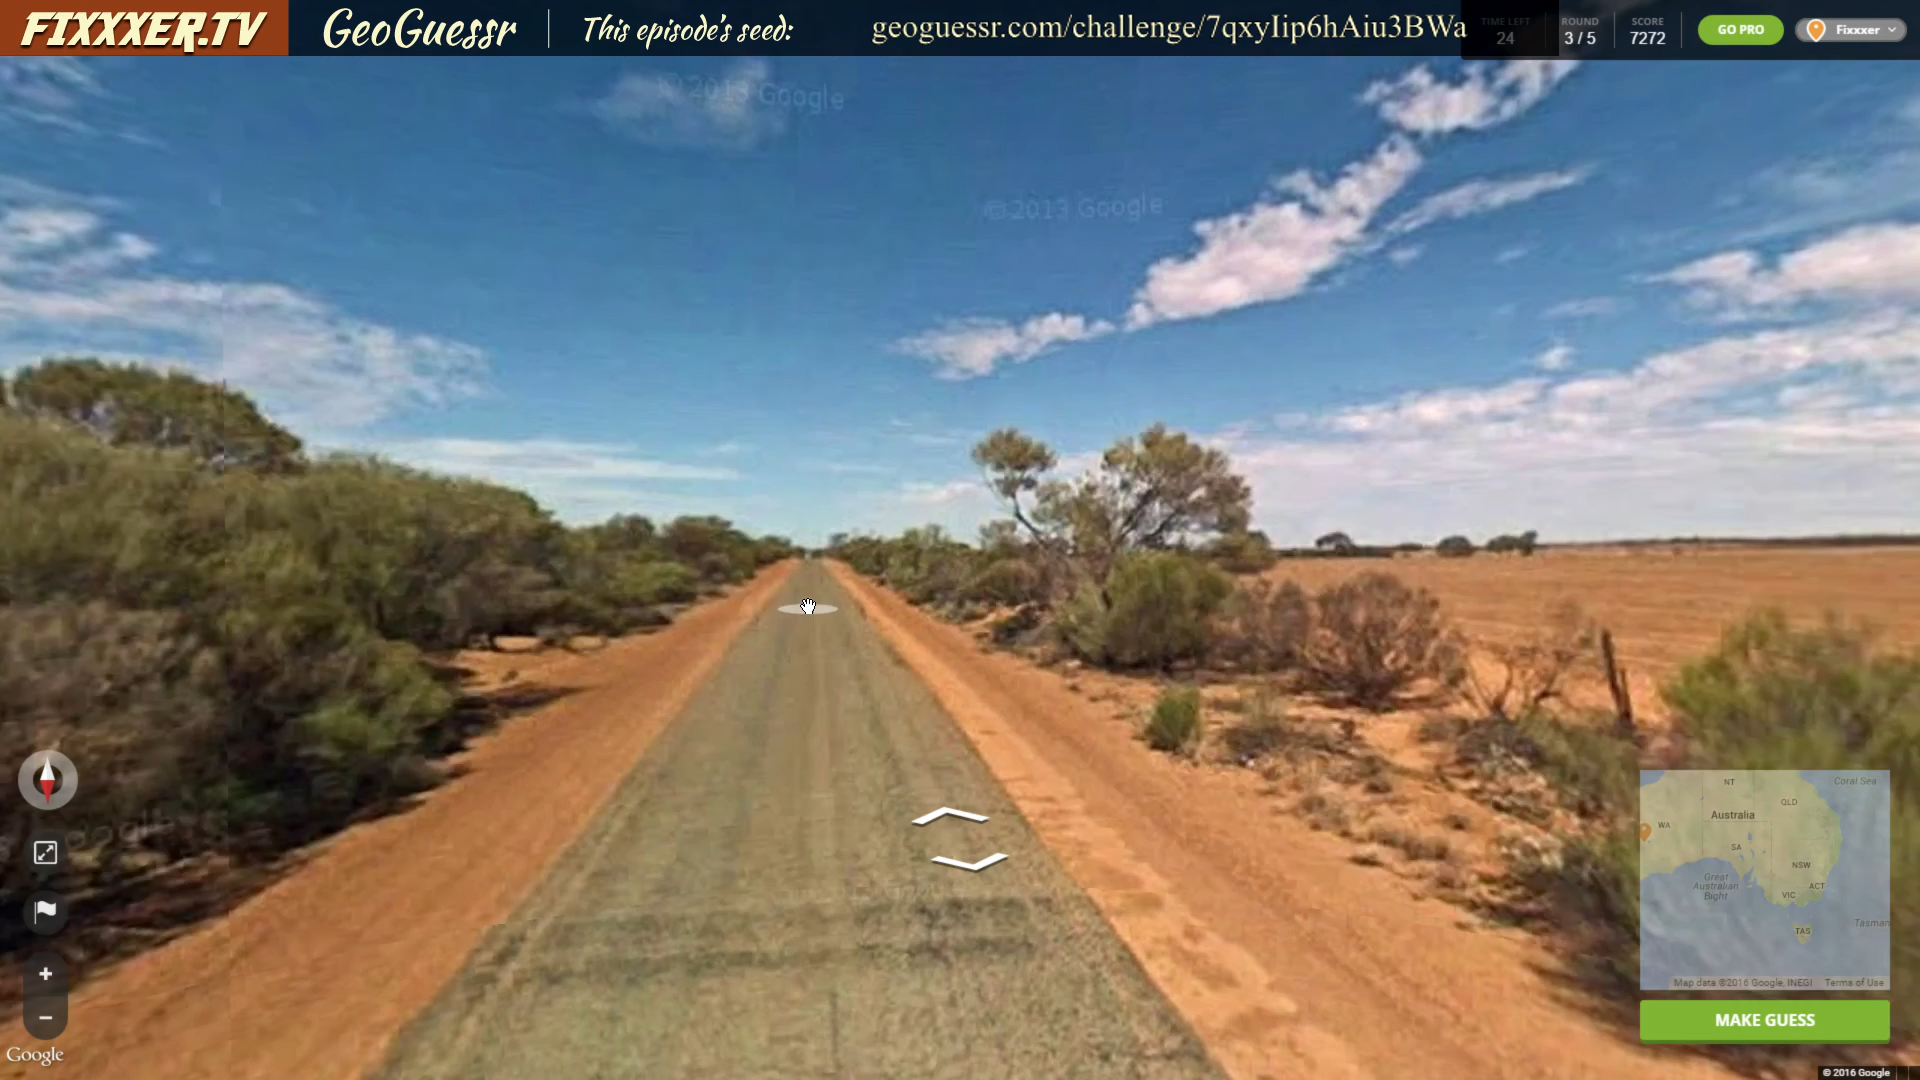 FIXXXER.TV
GeoGuessr
This episode's seed:
geoguessr.com/challenge/7qxyIip6hAiu3BWa
TIME LEFT
24
ROUND
3 / 5
SCORE
7272
GO PRO
Fixxxer
© 2013 Google
© 2013 Google
Google
NT
Coral Sea
QLD
Australia
WA
SA
NSW
Great
Australian
Bight
ACT
VIC
TAS
Tasman
Map data ©2016 Google, INEGI
Terms of Use
MAKE GUESS
Google
© 2016 Google